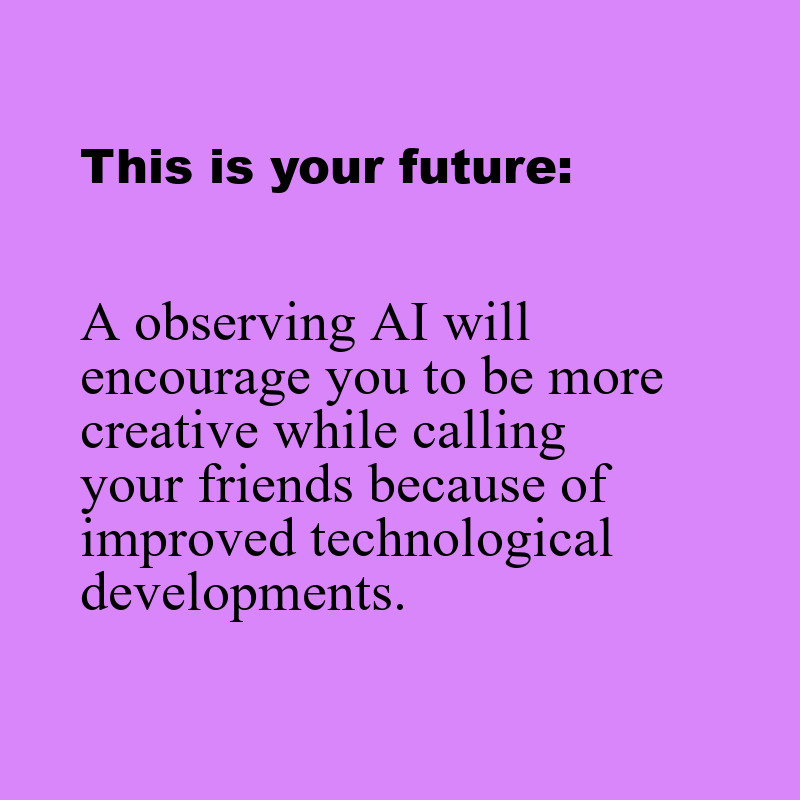 This is your future:
A observing AI will
encourage you to be more
creative while calling
your friends because of
improved technological
developments.